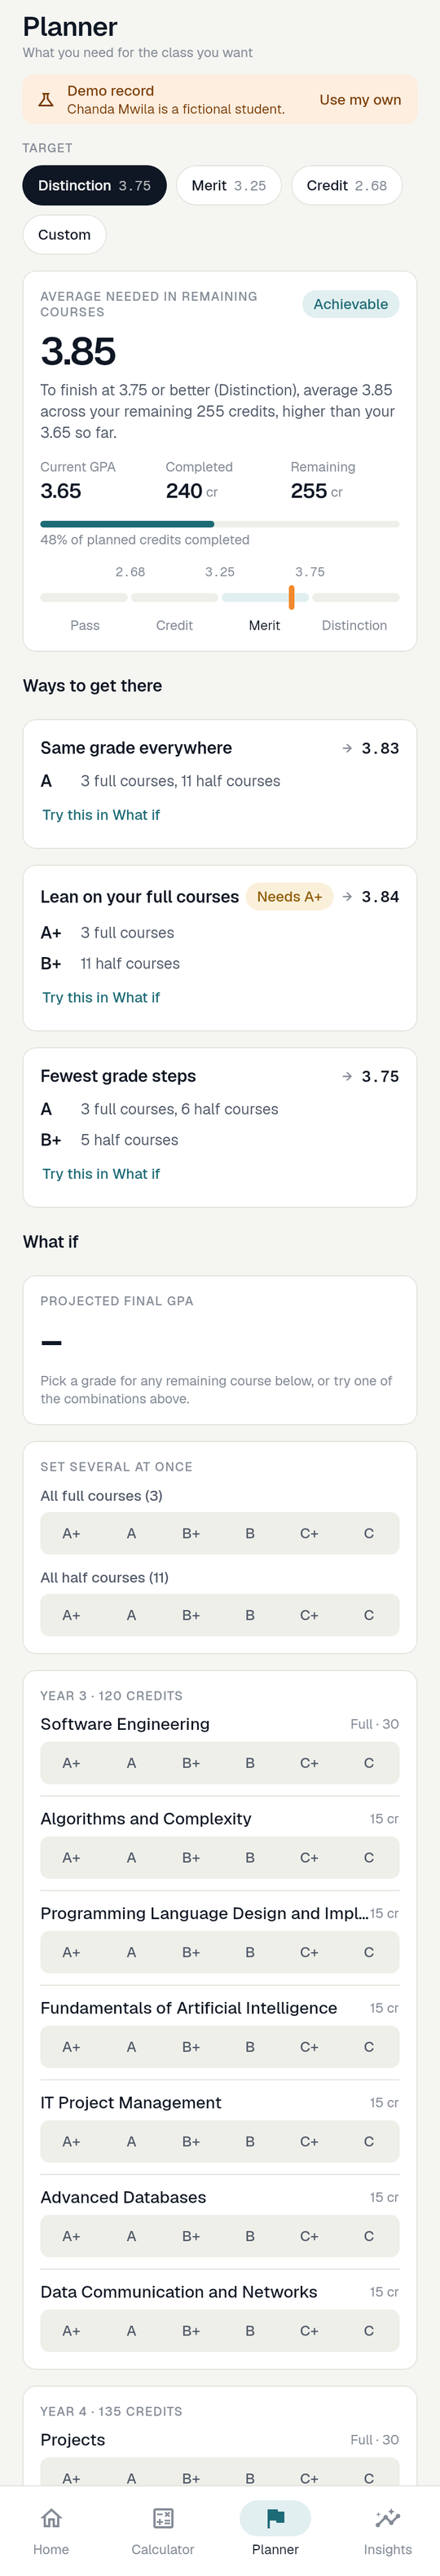 Planner
What you need for the class you want
Demo record
Chanda Mwila is a fictional student.
Use my own
TARGET
Distinction 3.75
Merit 3.25
Credit 2.68
Custom
AVERAGE NEEDED IN REMAINING
COURSES
Achievable
3.85
To finish at 3.75 or better (Distinction), average 3.85
across your remaining 255 credits, higher than your
3.65 so far.
Current GPA Completed Remaining
3.65 240 cr 255 cr
48% of planned credits completed
2.68 3.25 3.75
Pass Credit Merit Distinction
Ways to get there
Same grade everywhere → 3.83
A 3 full courses, 11 half courses
Try this in What if
Lean on your full courses Needs A+ → 3.84
A+ 3 full courses
B+ 11 half courses
Try this in What if
Fewest grade steps → 3.75
A 3 full courses, 6 half courses
B+ 5 half courses
Try this in What if
What if
PROJECTED FINAL GPA
–
Pick a grade for any remaining course below, or try one of
the combinations above.
SET SEVERAL AT ONCE
All full courses (3)
A+ A B+ B C+ C
All half courses (11)
A+ A B+ B C+ C
YEAR 3 · 120 CREDITS
Software Engineering Full · 30
A+ A B+ B C+ C
Algorithms and Complexity 15 cr
A+ A B+ B C+ C
Programming Language Design and Impl... 15 cr
A+ A B+ B C+ C
Fundamentals of Artificial Intelligence 15 cr
A+ A B+ B C+ C
IT Project Management 15 cr
A+ A B+ B C+ C
Advanced Databases 15 cr
A+ A B+ B C+ C
Data Communication and Networks 15 cr
A+ A B+ B C+ C
YEAR 4 · 135 CREDITS
Projects Full · 30
A+ A B+ B C+ C
Home Calculator Planner Insights